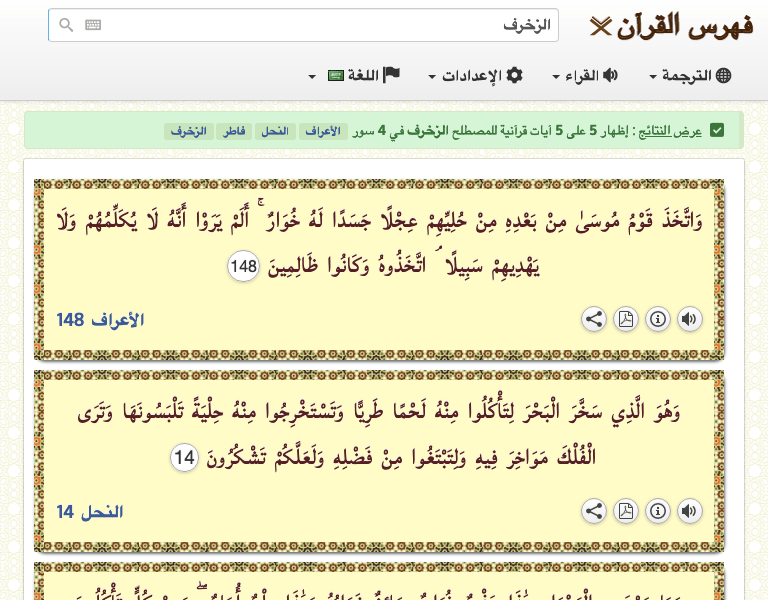 فهرس القرآن
الزخرف
الترجمة
القراء
الإعدادات
اللغة
عرض النتائج : إظهار 5 على 5 آيات قرآنية للمصطلح الزخرف في 4 سور الأعراف النحل فاطر الزخرف
وَاتَّخَذَ قَوْمُ مُوسَىٰ مِنْ بَعْدِهِ مِنْ حُلِيِّهِمْ عِجْلًا جَسَدًا لَهُ خُوَارٌ ۚ أَلَمْ يَرَوْا أَنَّهُ لَا يُكَلِّمُهُمْ وَلَا
يَهْدِيهِمْ سَبِيلًا ۘ اتَّخَذُوهُ وَكَانُوا ظَالِمِينَ 148
الأعراف 148
وَهُوَ الَّذِي سَخَّرَ الْبَحْرَ لِتَأْكُلُوا مِنْهُ لَحْمًا طَرِيًّا وَتَسْتَخْرِجُوا مِنْهُ حِلْيَةً تَلْبَسُونَهَا وَتَرَى
الْفُلْكَ مَوَاخِرَ فِيهِ وَلِتَبْتَغُوا مِنْ فَضْلِهِ وَلَعَلَّكُمْ تَشْكُرُونَ 14
النحل 14